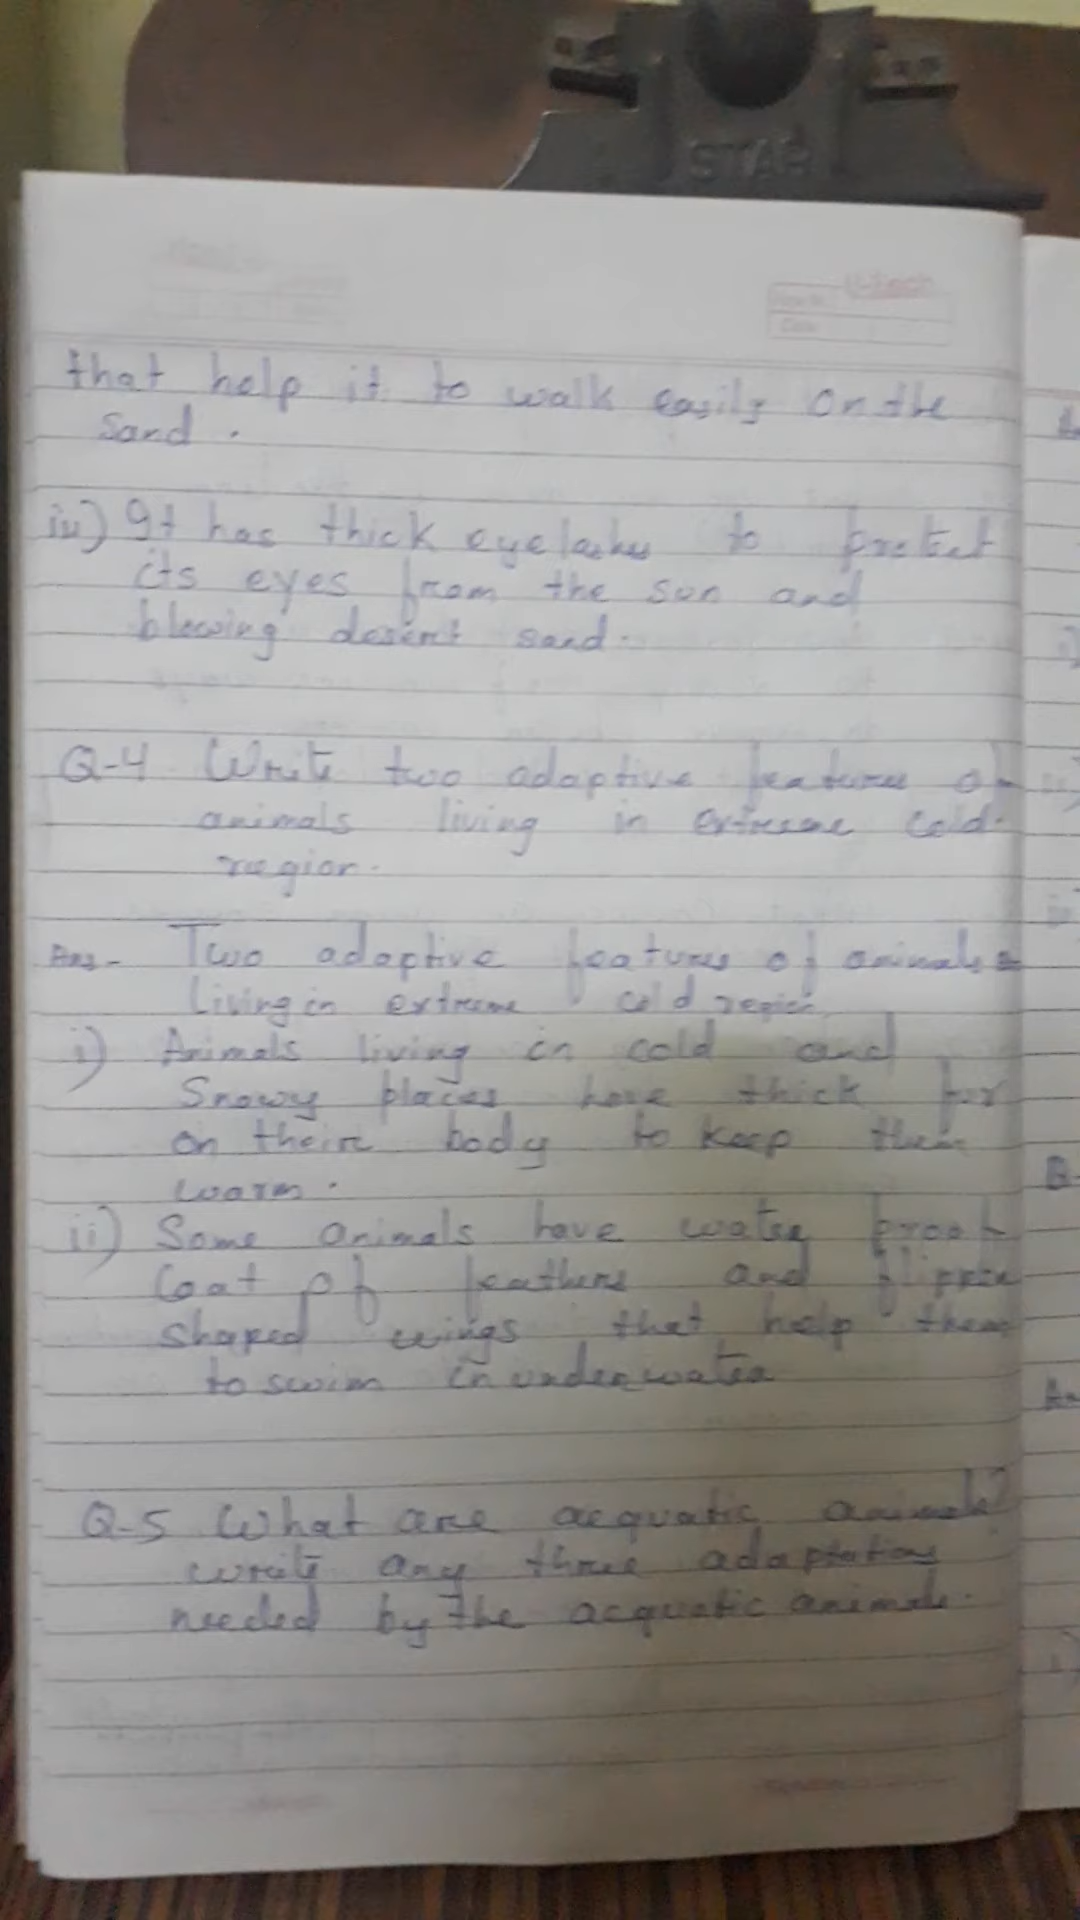 STAR
that help it to walk easily on the
sand.
iv) It has thick eyelashes to protect
its eyes from the sun and
blowing desert sand.
Q-4 Write two adaptive features of
animals living in extreme cold
region.
Ans- Two adaptive features of animals
living in extreme cold region
i) Animals living in cold and
Snowy places have thick fur
on their body to keep them
warm.
ii) Some animals have water proof
Coat of feathers and flipper
shaped wings that help them
to swim in underwater
Q-5 What are acquatic animals?
write any three adaptations
needed by the acquatic animals.